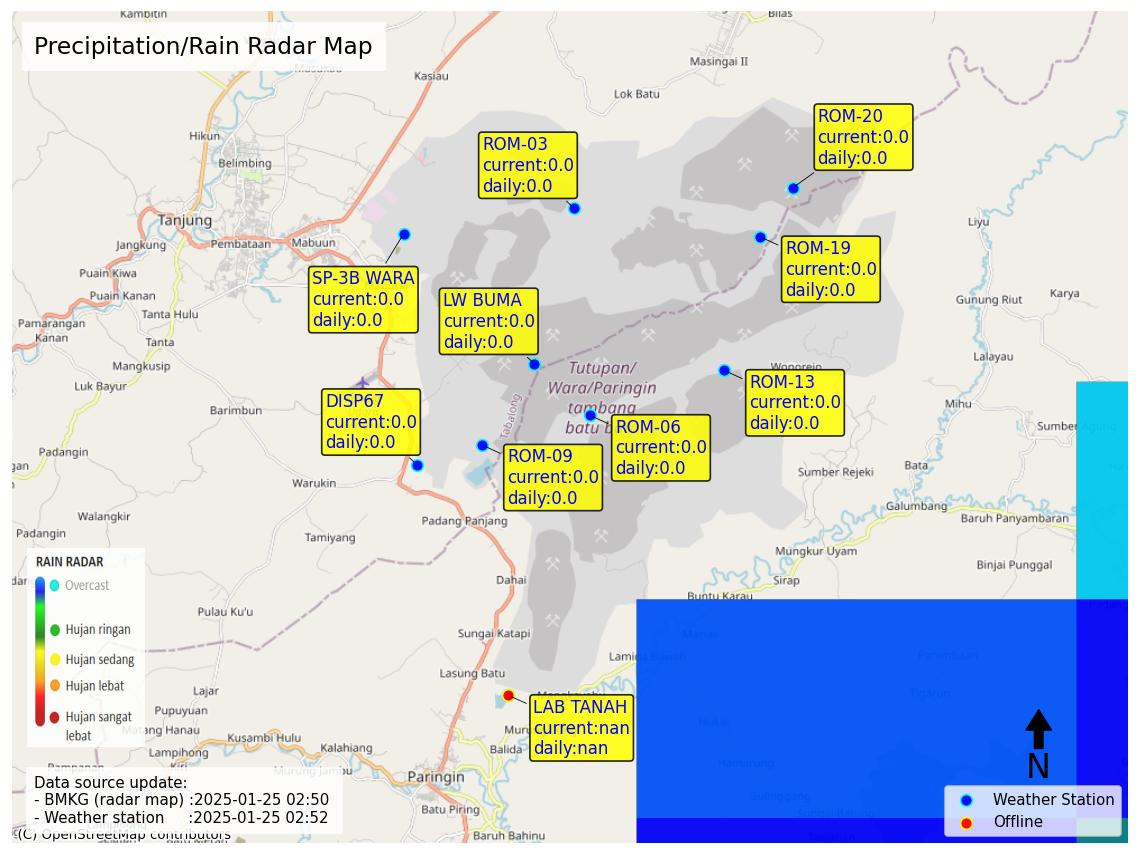 Precipitation/Rain Radar Map
Kambitin
Bilas
Kasiau
Masingai II
Lok Batu
Hikun
Belimbing
Tanjung
Jangkung
Pembataan
Mabuun
Puain Kiwa
Puain Kanan
Tanta Hulu
Pamarangan
Kanan
Tanta
Mangkusip
Luk Bayur
Barimbun
Liyu
Gunung Riut
Karya
Lalayau
Mihu
Wonorejo
Sumber Agung
Sumber Rejeki
Bata
Galumbang
Baruh Panyambaran
Mungkur Uyam
Binjai Punggal
Sirap
Buntu Karau
Warukin
Walangkir
Padangin
Tamiyang
Padang Panjang
Dahai
Pulau Ku'u
Sungai Katapi
Lasung Batu
Lajar
Pupuyuan
Matang Hanau
Lampihong
Kusambi Hulu
Kalahiang
Murung Jambu
Balida
Paringin
Batu Piring
Baruh Bahinu
Tabalong
Tutupan/
Wara/Paringin
tambang
ROM-20
current:0.0
daily:0.0
ROM-03
current:0.0
daily:0.0
ROM-19
current:0.0
daily:0.0
SP-3B WARA
current:0.0
daily:0.0
LW BUMA
current:0.0
daily:0.0
ROM-13
current:0.0
daily:0.0
DISP67
current:0.0
daily:0.0
ROM-06
current:0.0
daily:0.0
ROM-09
current:0.0
daily:0.0
LAB TANAH
current:nan
daily:nan
RAIN RADAR
Overcast
Hujan ringan
Hujan sedang
Hujan lebat
Hujan sangat
lebat
Data source update:
- BMKG (radar map) :2025-01-25 02:50
- Weather station :2025-01-25 02:52
(C) OpenStreetMap contributors
N
Weather Station
Offline